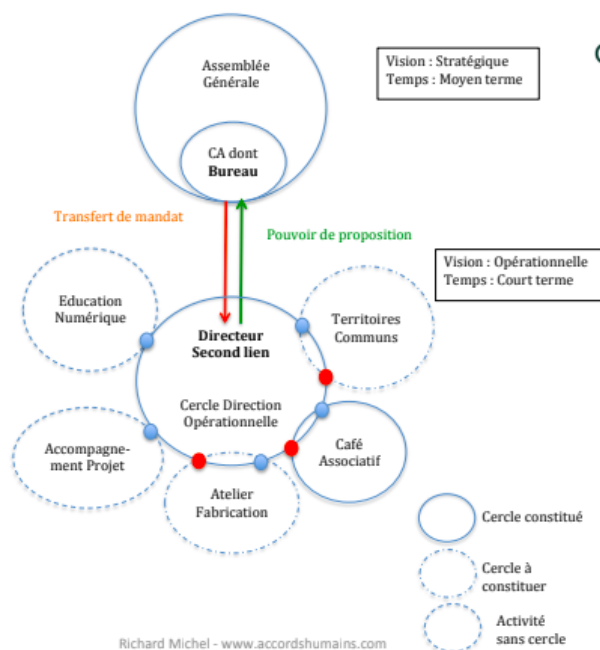 Assemblée
Générale
CA dont
Bureau
Vision : Stratégique
Temps : Moyen terme
Transfert de mandat
Pouvoir de proposition
Vision : Opérationnelle
Temps : Court terme
Education
Numérique
Directeur
Second lien
Territoires
Communs
Cercle Direction
Opérationnelle
Accompagne-
ment Projet
Café
Associatif
Atelier
Fabrication
Cercle constitué
Cercle à
constituer
Activité
sans cercle
Richard Michel - www.accordshumains.com